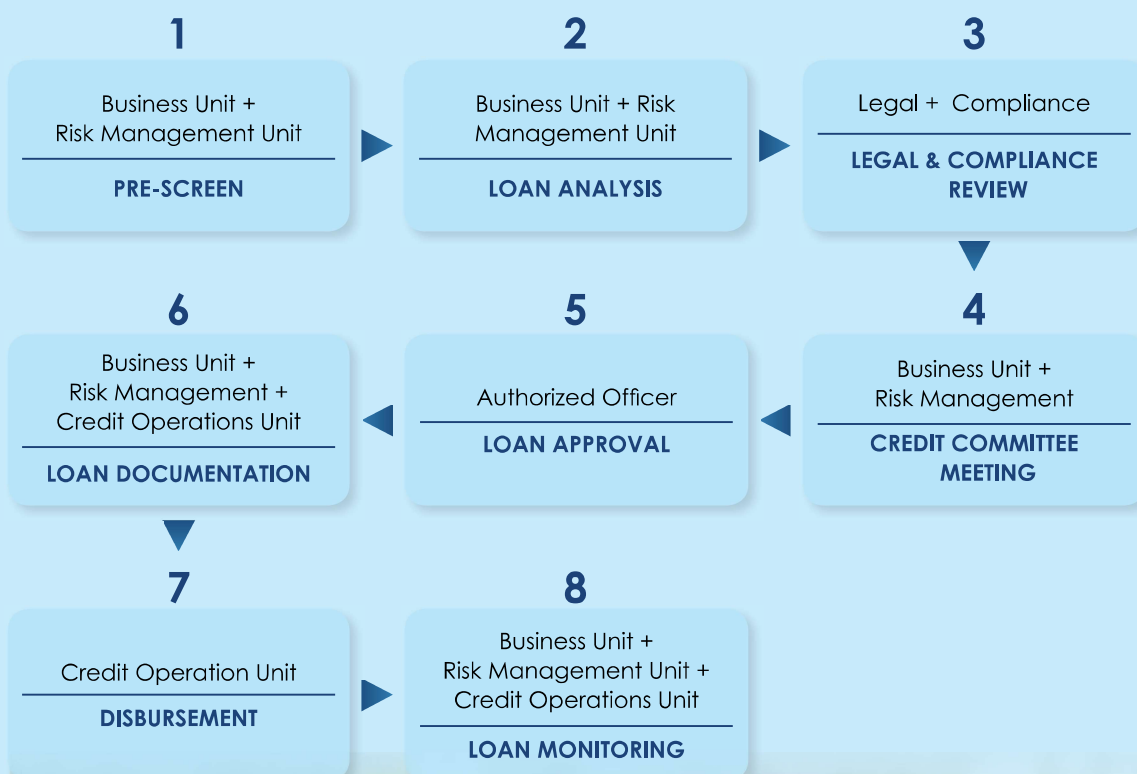 1
Business Unit +
Risk Management Unit
PRE-SCREEN
2
Business Unit + Risk
Management Unit
LOAN ANALYSIS
3
Legal + Compliance
LEGAL & COMPLIANCE
REVIEW
4
Business Unit +
Risk Management
CREDIT COMMITTEE
MEETING
5
Authorized Officer
LOAN APPROVAL
6
Business Unit +
Risk Management +
Credit Operations Unit
LOAN DOCUMENTATION
7
Credit Operation Unit
DISBURSEMENT
8
Business Unit +
Risk Management Unit +
Credit Operations Unit
LOAN MONITORING